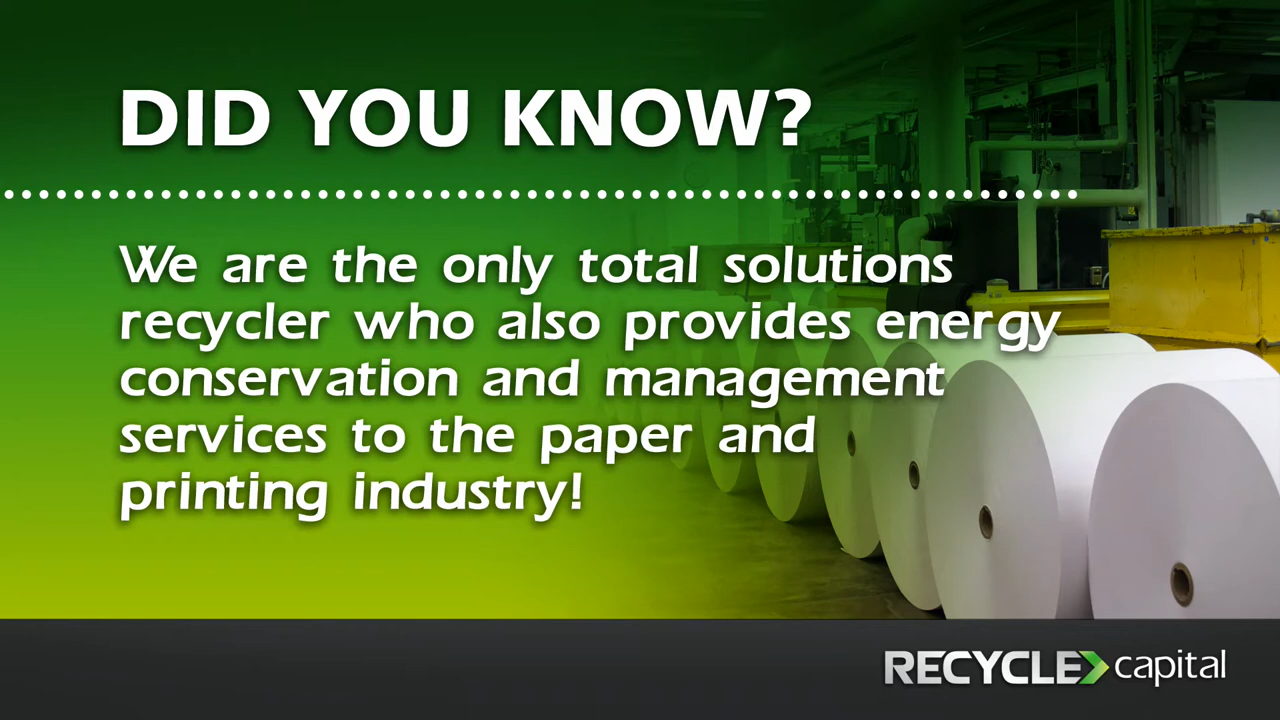 DID YOU KNOW?
We are the only total solutions
recycler who also provides energy
conservation and management
services to the paper and
printing industry!
RECYCLE capital